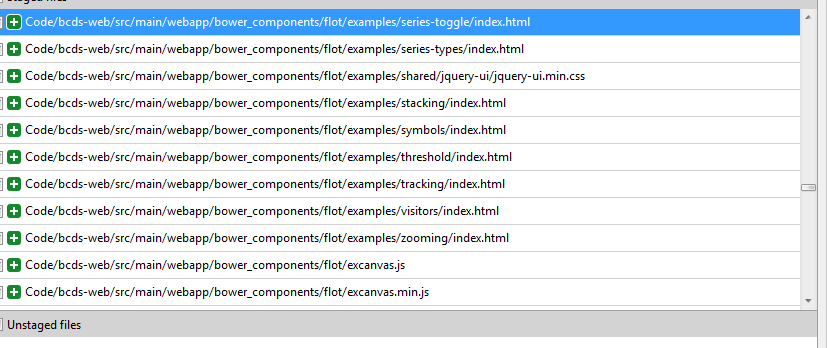 Code/bcds-web/src/main/webapp/bower_components/flot/examples/series-toggle/index.html
Code/bcds-web/src/main/webapp/bower_components/flot/examples/series-types/index.html
Code/bcds-web/src/main/webapp/bower_components/flot/examples/shared/jquery-ui/jquery-ui.min.css
Code/bcds-web/src/main/webapp/bower_components/flot/examples/stacking/index.html
Code/bcds-web/src/main/webapp/bower_components/flot/examples/symbols/index.html
Code/bcds-web/src/main/webapp/bower_components/flot/examples/threshold/index.html
Code/bcds-web/src/main/webapp/bower_components/flot/examples/tracking/index.html
Code/bcds-web/src/main/webapp/bower_components/flot/examples/visitors/index.html
Code/bcds-web/src/main/webapp/bower_components/flot/examples/zooming/index.html
Code/bcds-web/src/main/webapp/bower_components/flot/excanvas.js
Code/bcds-web/src/main/webapp/bower_components/flot/excanvas.min.js
Unstaged files